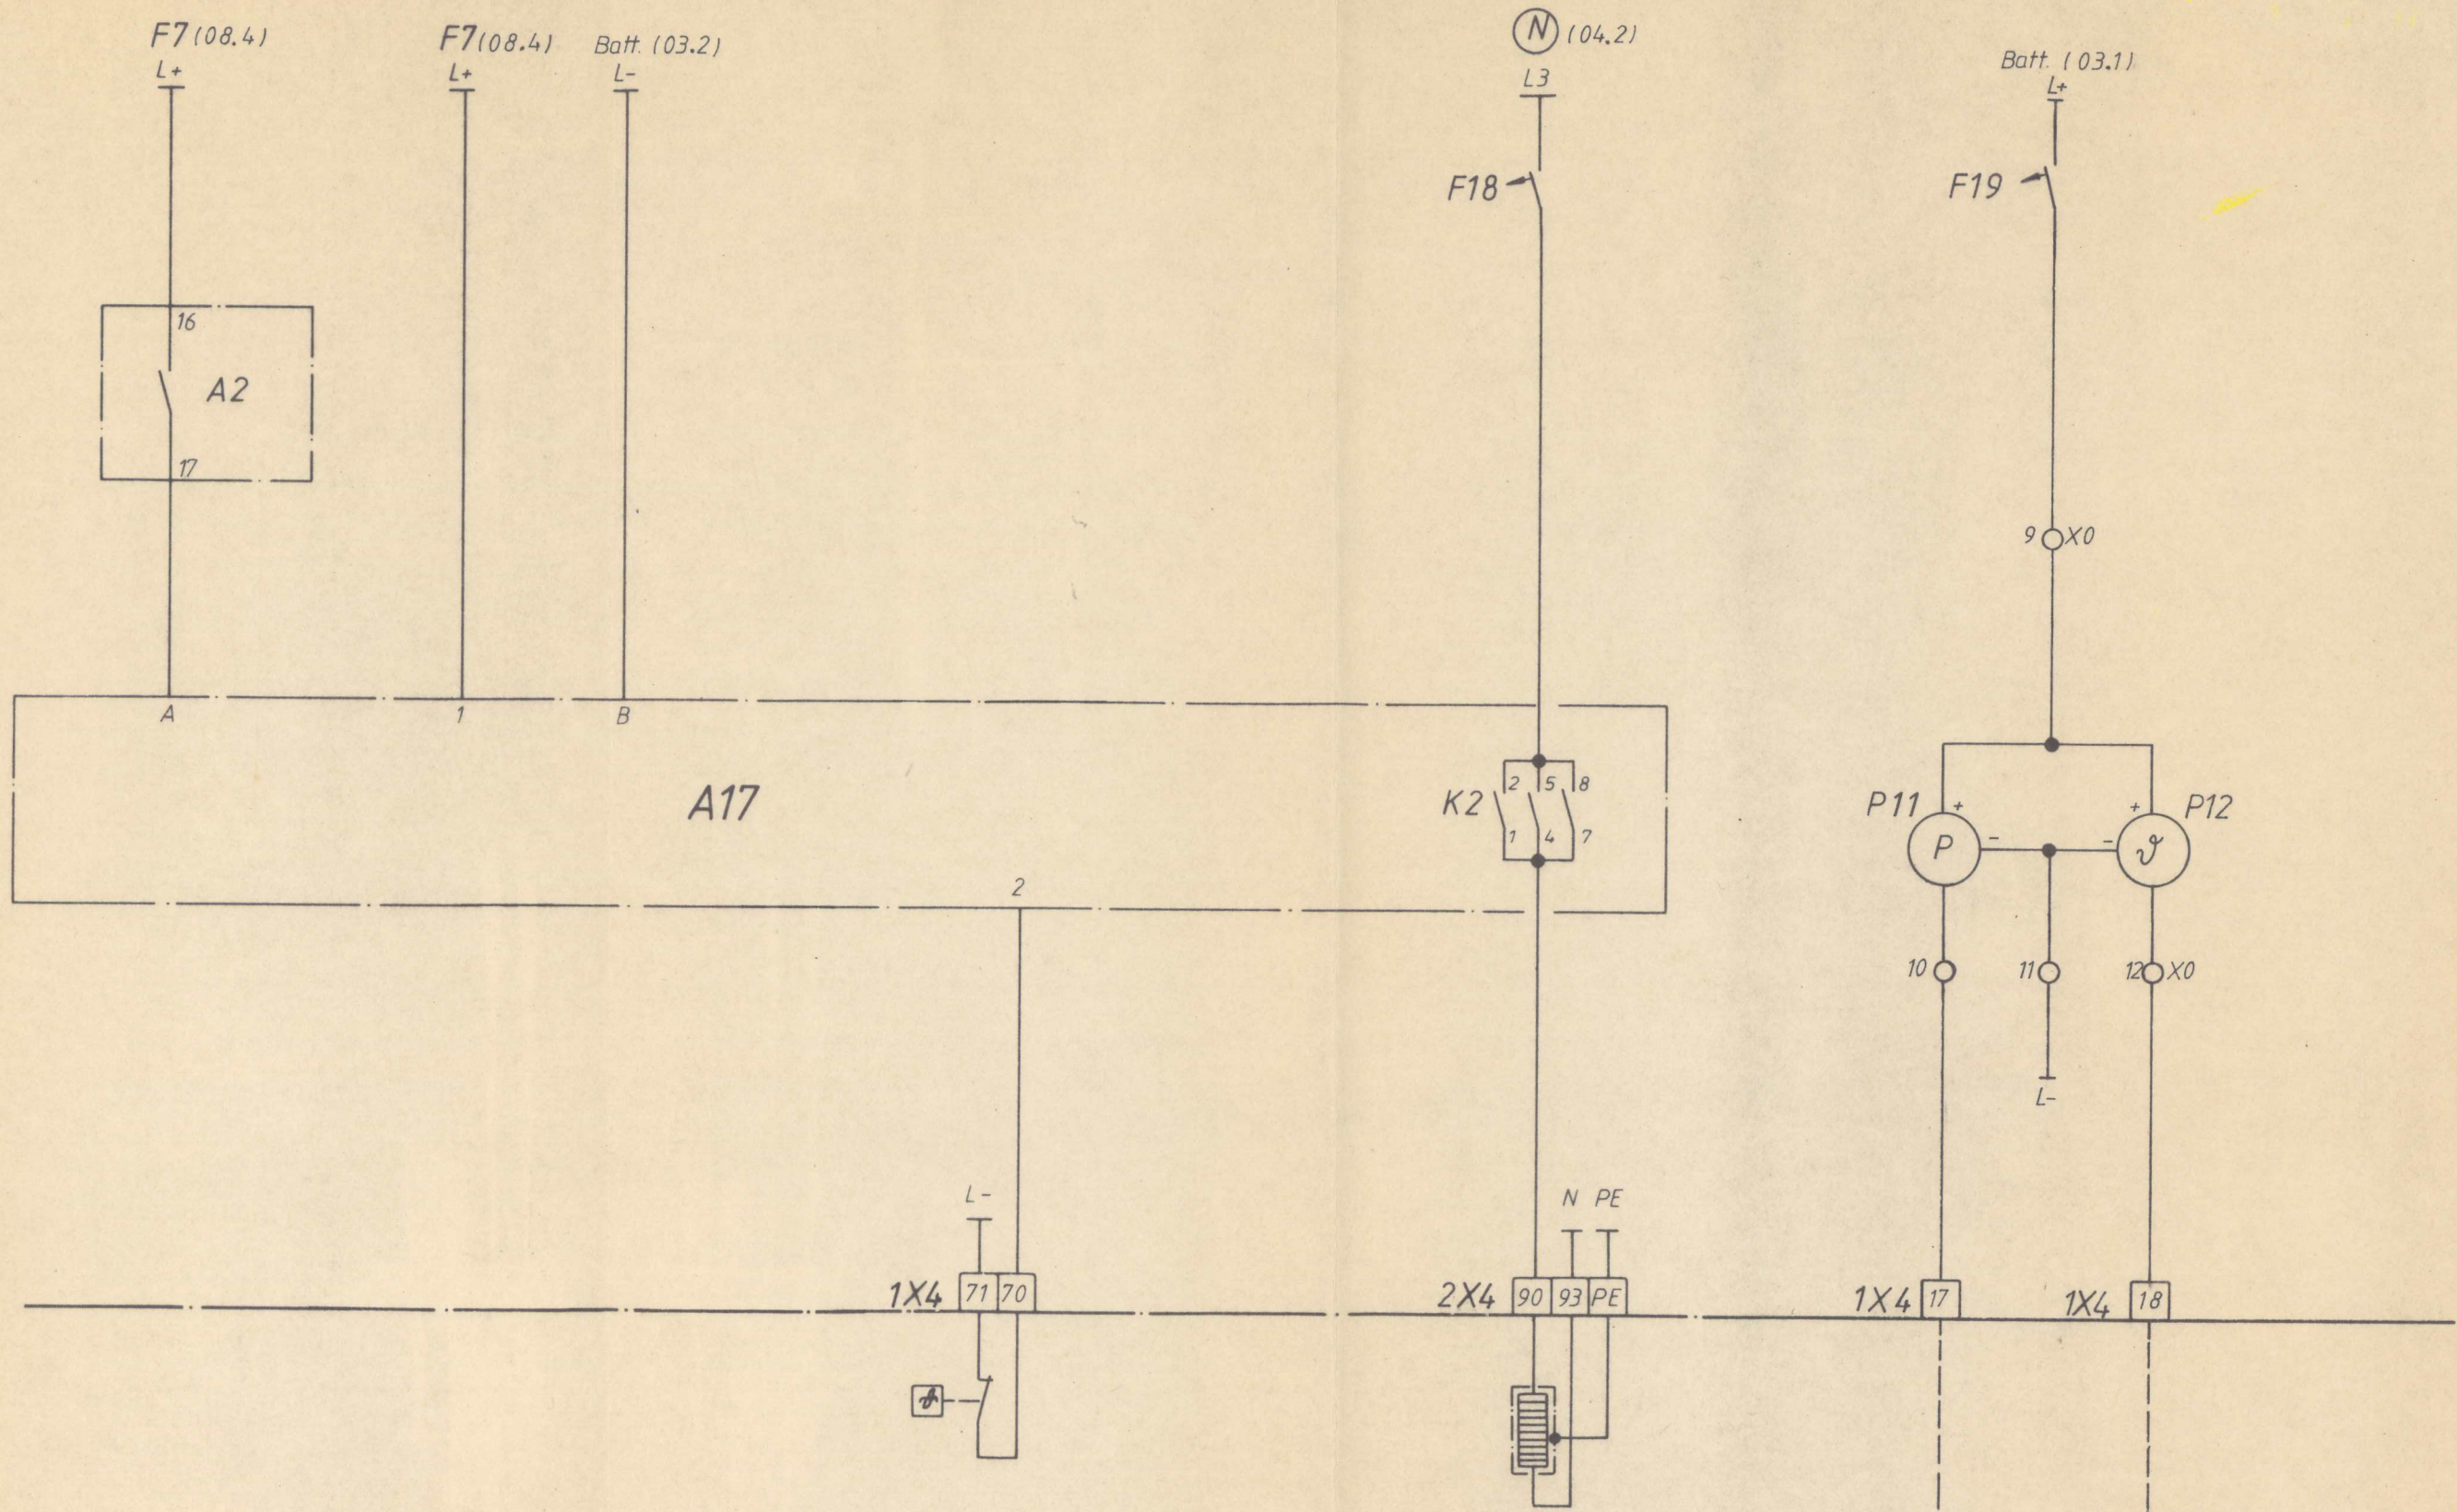 F7 (08.4)
L+
F7 (08.4)
L+
Batt. (03.2)
L-
N (04.2)
L3
Batt. (03.1)
L+
F18
F19
16
A2
17
9 X0
A
1
B
A17
K2
2 5 8
1 4 7
2
P11
+
P
-
P12
+
ϑ
-
10
11
12 X0
L-
L-
N PE
1X4 71 70
2X4 90 93 PE
1X4 17
1X4 18
ϑ